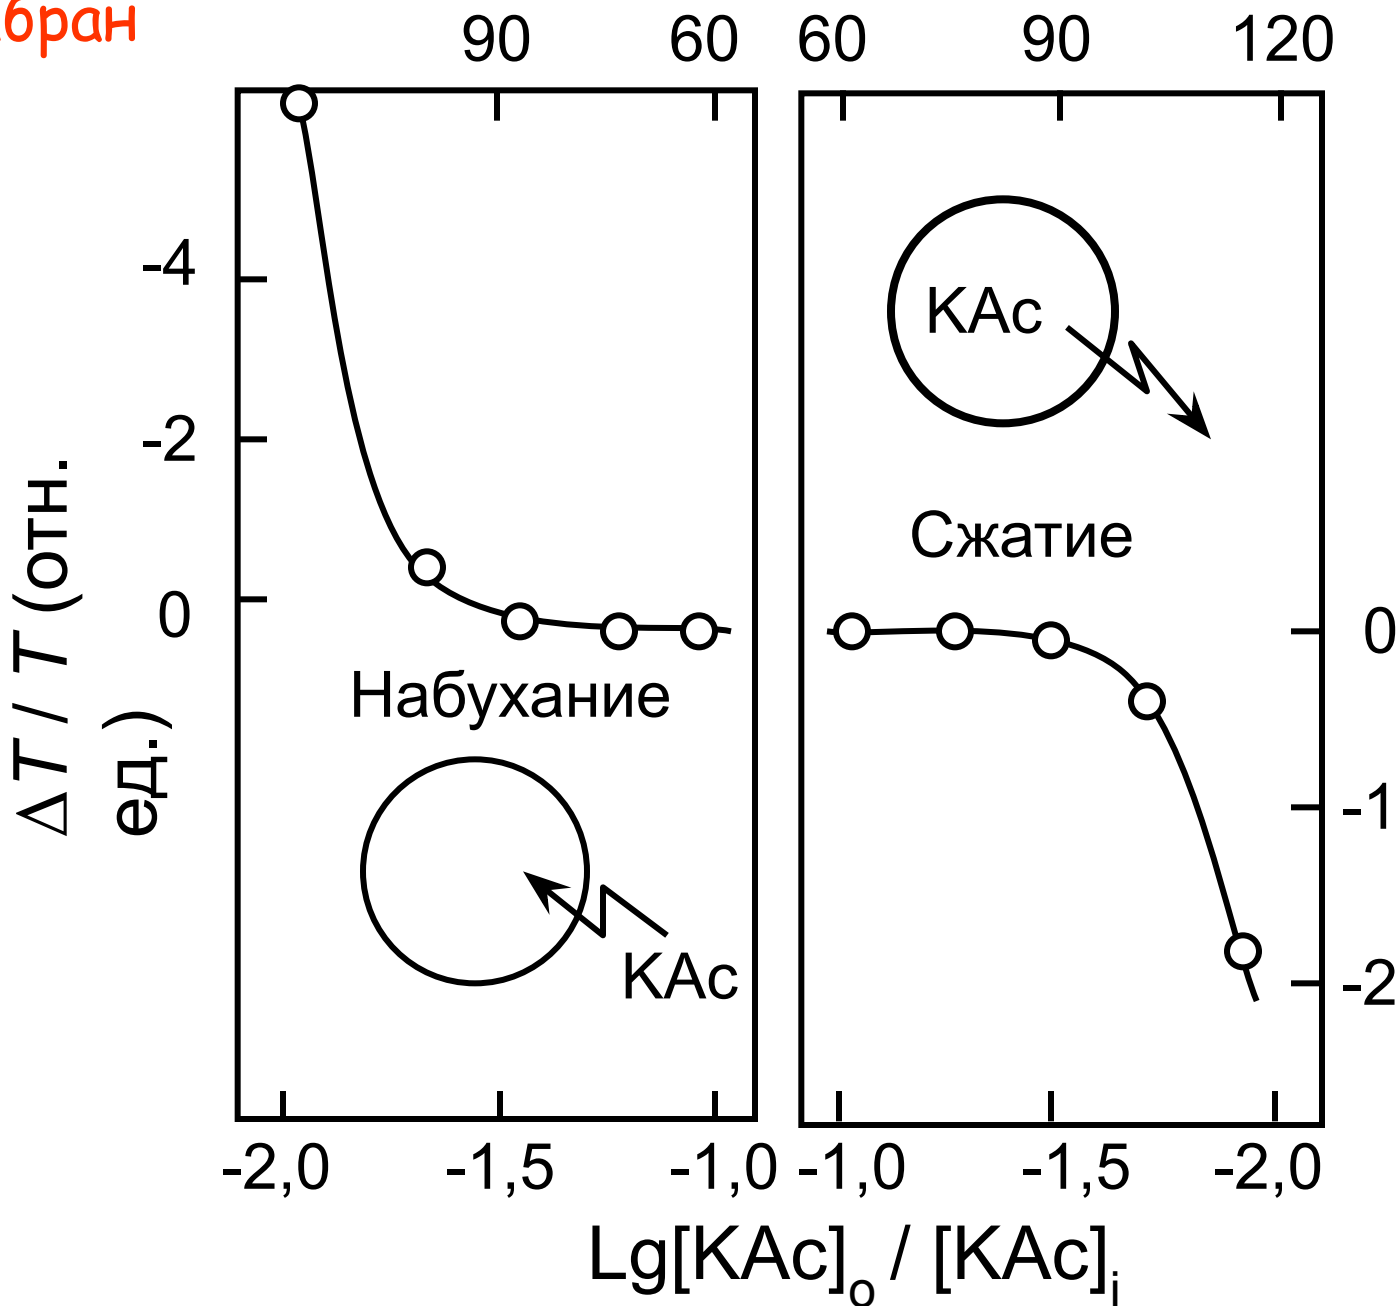 бран
90 60 60 90 120
-4
-2
0
ΔT / T (отн.
ед.)
KAc
Сжатие
Набухание
KAc
0
-1
-2
-2,0 -1,5 -1,0 -1,0 -1,5 -2,0
Lg[KAc]o / [KAc]i